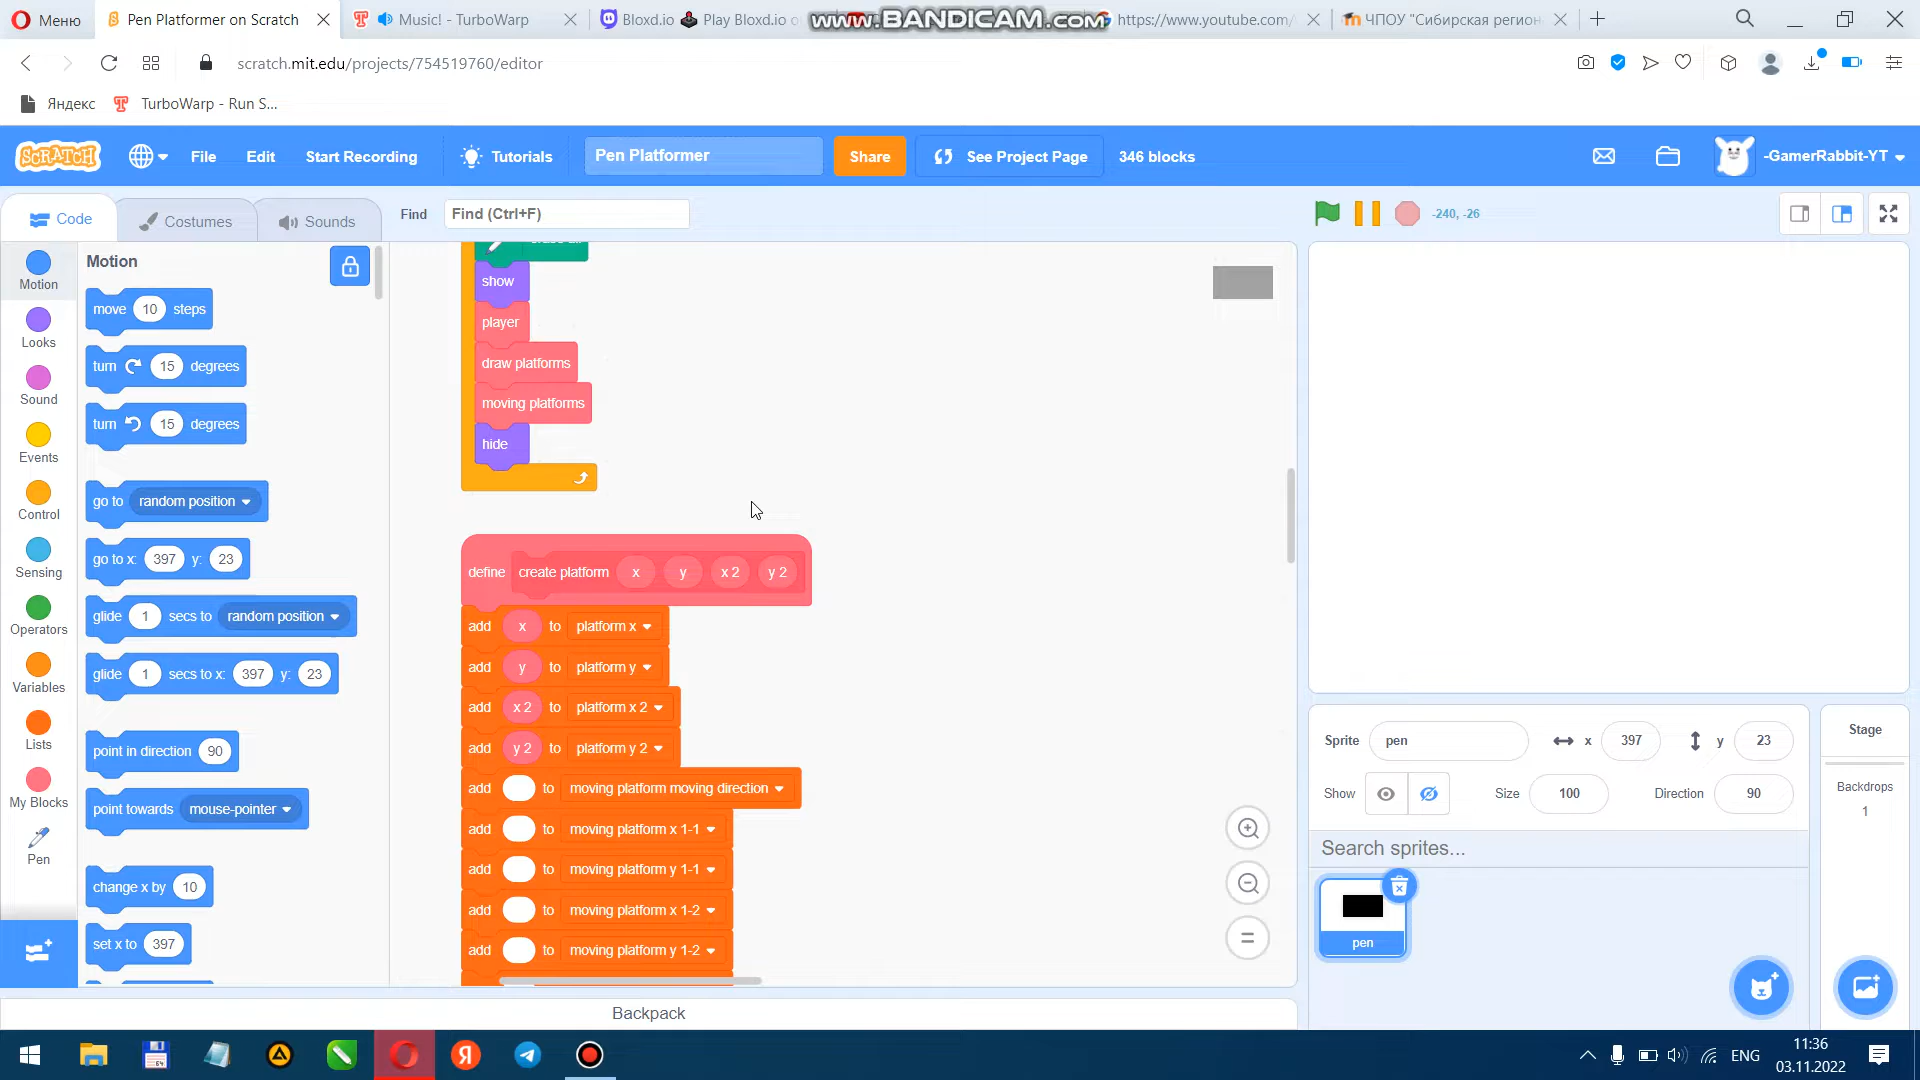 Меню
Pen Platformer on Scratch
Music! - TurboWarp
Bloxd.io
Play Bloxd.io o
www.BANDICAM.com
https://www.youtube.com/
ЧПОУ "Сибирская регион
scratch.mit.edu/projects/754519760/editor
Яндекс
TurboWarp - Run S...
SCRATCH
File
Edit
Start Recording
Tutorials
Pen Platformer
Share
See Project Page
346 blocks
-GamerRabbit-YT
Code
Costumes
Sounds
Find
Find (Ctrl+F)
-240, -26
Motion
Looks
Sound
Events
Control
Sensing
Operators
Variables
Lists
My Blocks
Pen
Motion
move 10 steps
turn 15 degrees
turn 15 degrees
go to random position
go to x: 397 y: 23
glide 1 secs to random position
glide 1 secs to x: 397 y: 23
point in direction 90
point towards mouse-pointer
change x by 10
set x to 397
show
player
draw platforms
moving platforms
hide
define create platform x y x 2 y 2
add x to platform x
add y to platform y
add x 2 to platform x 2
add y 2 to platform y 2
add to moving platform moving direction
add to moving platform x 1-1
add to moving platform y 1-1
add to moving platform x 1-2
add to moving platform y 1-2
Backpack
Sprite pen x 397 y 23
Show Size 100 Direction 90
Search sprites...
pen
Stage
Backdrops
1
64
Я
ENG
11:36
03.11.2022